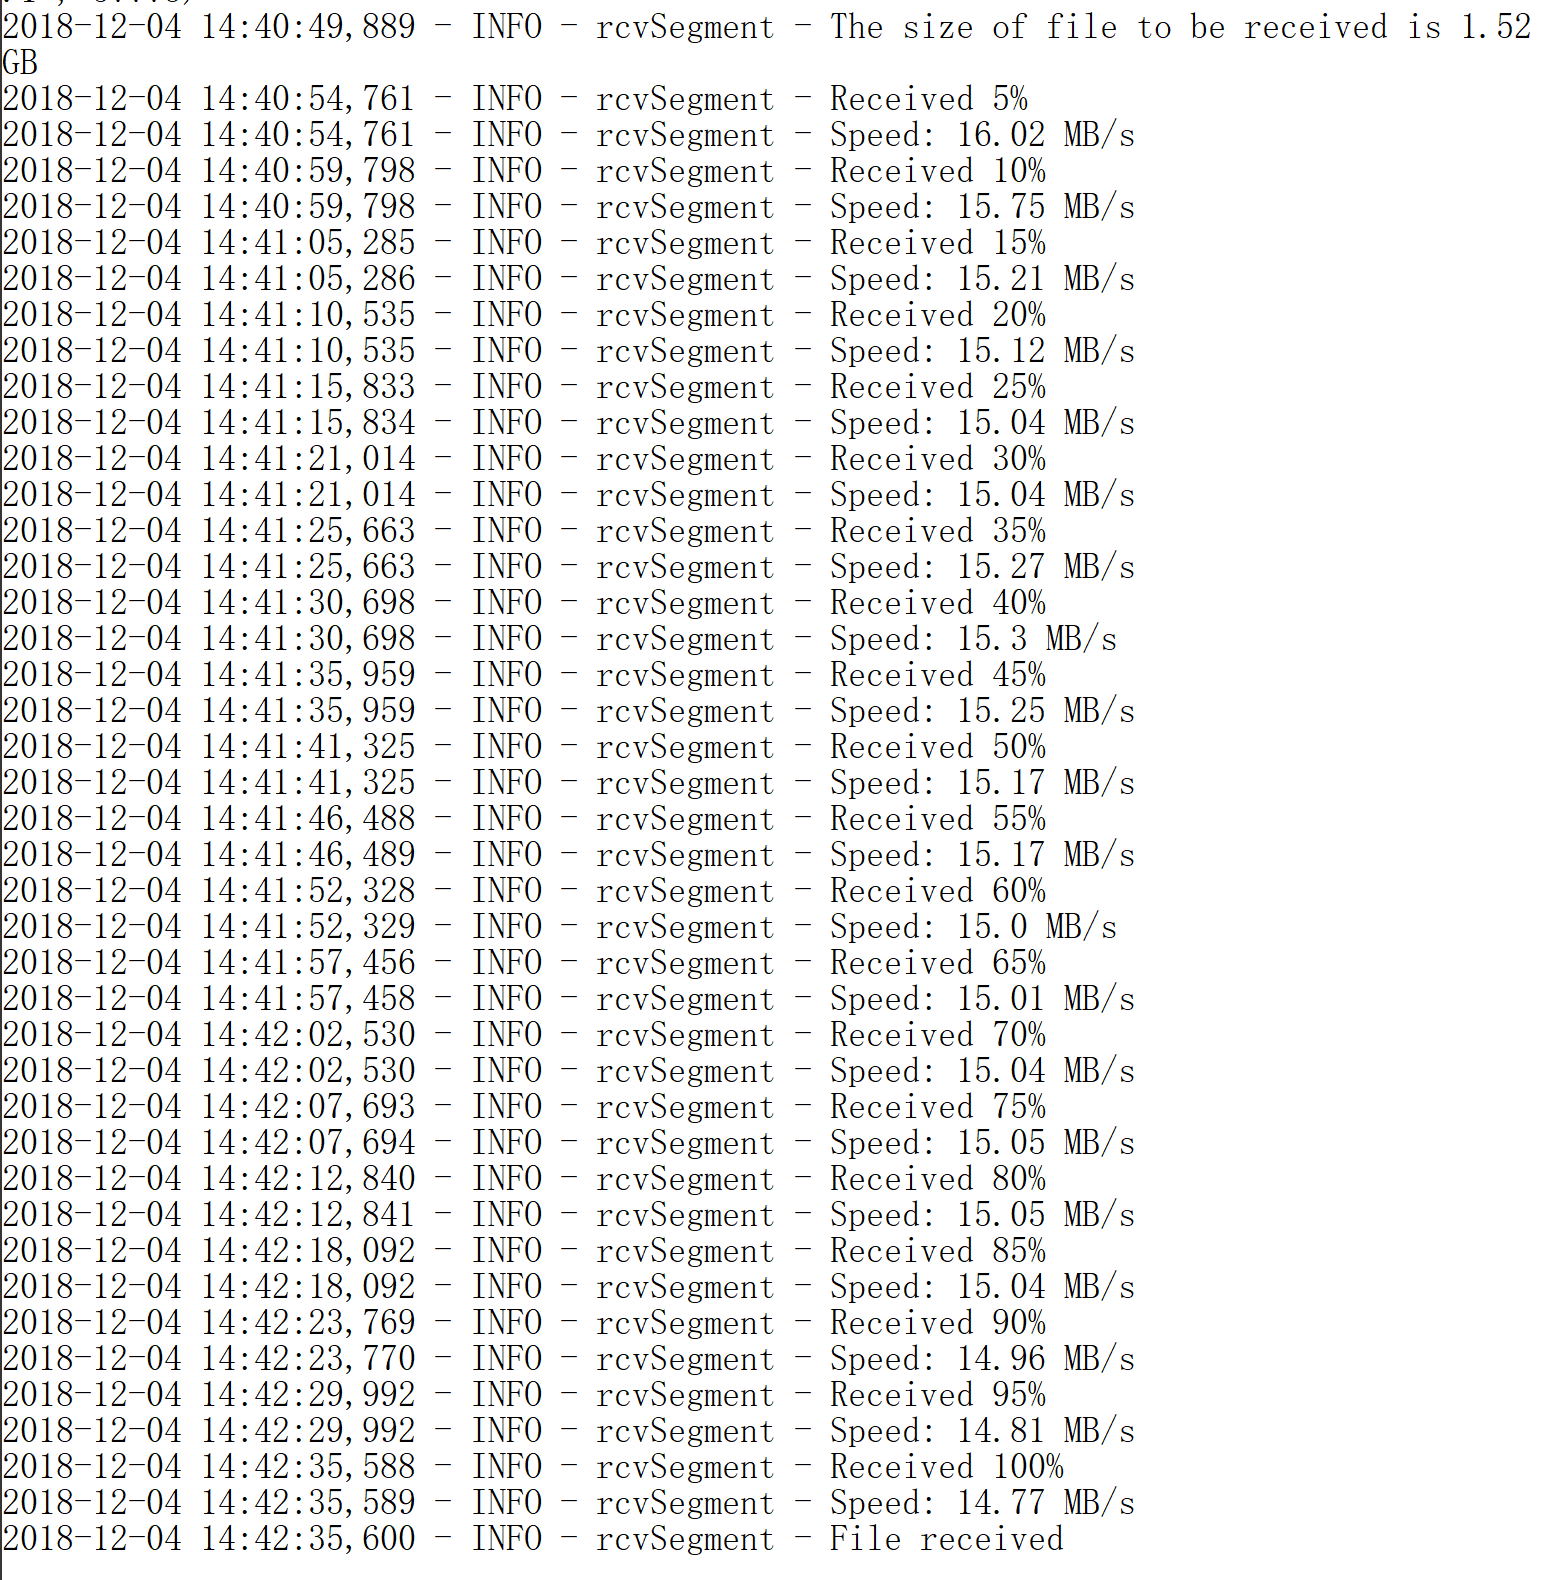 2018-12-04 14:40:49,889 - INFO - rcvSegment - The size of file to be received is 1.52
GB
2018-12-04 14:40:54,761 - INFO - rcvSegment - Received 5%
2018-12-04 14:40:54,761 - INFO - rcvSegment - Speed: 16.02 MB/s
2018-12-04 14:40:59,798 - INFO - rcvSegment - Received 10%
2018-12-04 14:40:59,798 - INFO - rcvSegment - Speed: 15.75 MB/s
2018-12-04 14:41:05,285 - INFO - rcvSegment - Received 15%
2018-12-04 14:41:05,286 - INFO - rcvSegment - Speed: 15.21 MB/s
2018-12-04 14:41:10,535 - INFO - rcvSegment - Received 20%
2018-12-04 14:41:10,535 - INFO - rcvSegment - Speed: 15.12 MB/s
2018-12-04 14:41:15,833 - INFO - rcvSegment - Received 25%
2018-12-04 14:41:15,834 - INFO - rcvSegment - Speed: 15.04 MB/s
2018-12-04 14:41:21,014 - INFO - rcvSegment - Received 30%
2018-12-04 14:41:21,014 - INFO - rcvSegment - Speed: 15.04 MB/s
2018-12-04 14:41:25,663 - INFO - rcvSegment - Received 35%
2018-12-04 14:41:25,663 - INFO - rcvSegment - Speed: 15.27 MB/s
2018-12-04 14:41:30,698 - INFO - rcvSegment - Received 40%
2018-12-04 14:41:30,698 - INFO - rcvSegment - Speed: 15.3 MB/s
2018-12-04 14:41:35,959 - INFO - rcvSegment - Received 45%
2018-12-04 14:41:35,959 - INFO - rcvSegment - Speed: 15.25 MB/s
2018-12-04 14:41:41,325 - INFO - rcvSegment - Received 50%
2018-12-04 14:41:41,325 - INFO - rcvSegment - Speed: 15.17 MB/s
2018-12-04 14:41:46,488 - INFO - rcvSegment - Received 55%
2018-12-04 14:41:46,489 - INFO - rcvSegment - Speed: 15.17 MB/s
2018-12-04 14:41:52,328 - INFO - rcvSegment - Received 60%
2018-12-04 14:41:52,329 - INFO - rcvSegment - Speed: 15.0 MB/s
2018-12-04 14:41:57,456 - INFO - rcvSegment - Received 65%
2018-12-04 14:41:57,458 - INFO - rcvSegment - Speed: 15.01 MB/s
2018-12-04 14:42:02,530 - INFO - rcvSegment - Received 70%
2018-12-04 14:42:02,530 - INFO - rcvSegment - Speed: 15.04 MB/s
2018-12-04 14:42:07,693 - INFO - rcvSegment - Received 75%
2018-12-04 14:42:07,694 - INFO - rcvSegment - Speed: 15.05 MB/s
2018-12-04 14:42:12,840 - INFO - rcvSegment - Received 80%
2018-12-04 14:42:12,841 - INFO - rcvSegment - Speed: 15.05 MB/s
2018-12-04 14:42:18,092 - INFO - rcvSegment - Received 85%
2018-12-04 14:42:18,092 - INFO - rcvSegment - Speed: 15.04 MB/s
2018-12-04 14:42:23,769 - INFO - rcvSegment - Received 90%
2018-12-04 14:42:23,770 - INFO - rcvSegment - Speed: 14.96 MB/s
2018-12-04 14:42:29,992 - INFO - rcvSegment - Received 95%
2018-12-04 14:42:29,992 - INFO - rcvSegment - Speed: 14.81 MB/s
2018-12-04 14:42:35,588 - INFO - rcvSegment - Received 100%
2018-12-04 14:42:35,589 - INFO - rcvSegment - Speed: 14.77 MB/s
2018-12-04 14:42:35,600 - INFO - rcvSegment - File received